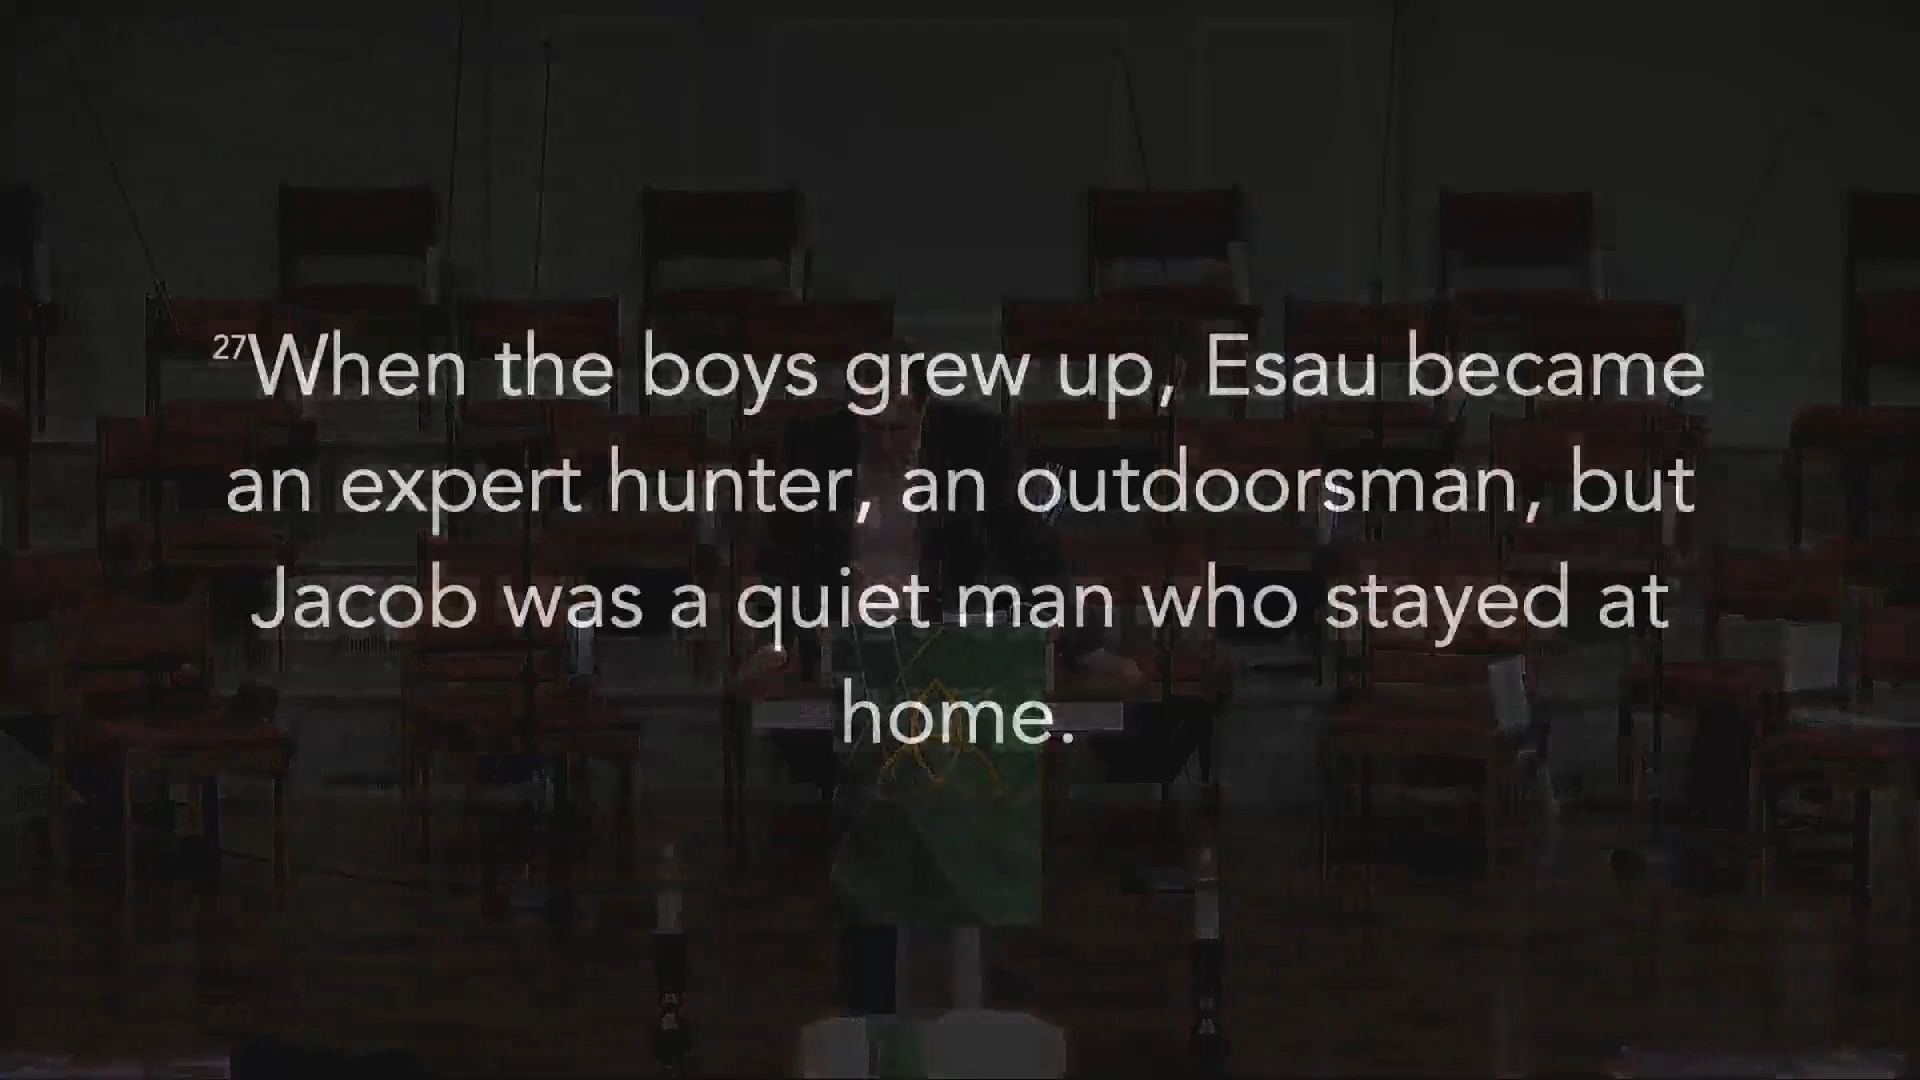 27When the boys grew up, Esau became
an expert hunter, an outdoorsman, but
Jacob was a quiet man who stayed at
home.